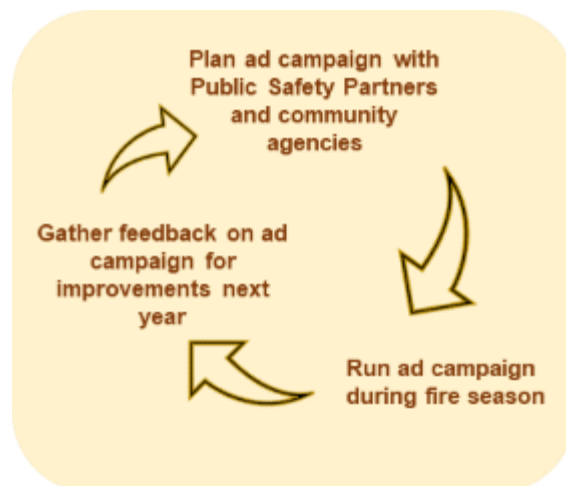 Plan ad campaign with
Public Safety Partners
and community
agencies
Gather feedback on ad
campaign for
improvements next
year
Run ad campaign
during fire season